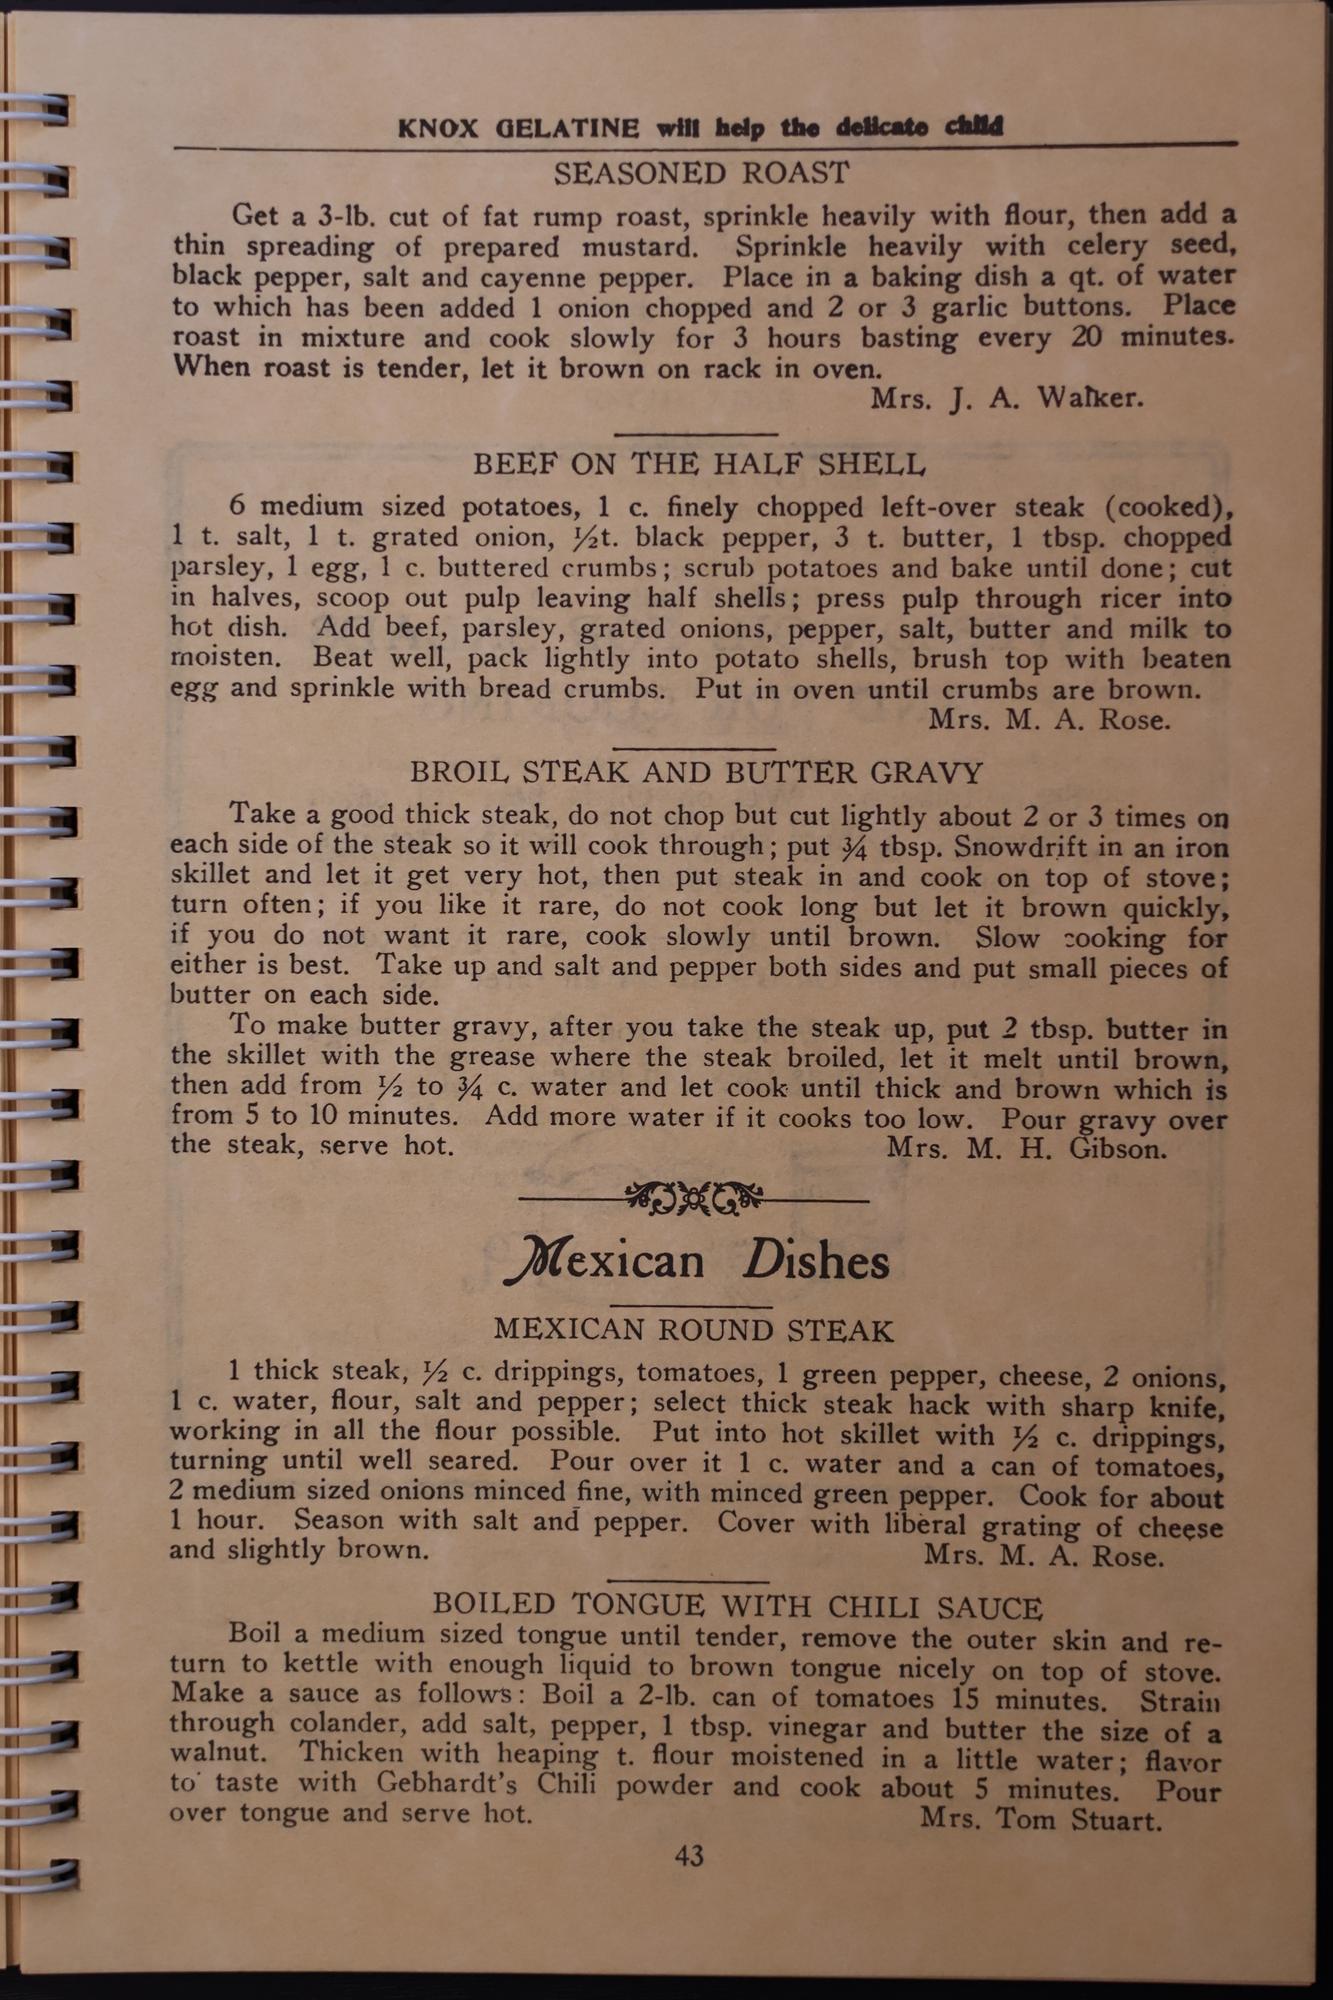 KNOX GELATINE will help the delicate child
SEASONED ROAST
Get a 3-lb. cut of fat rump roast, sprinkle heavily with flour, then add a
thin spreading of prepared mustard. Sprinkle heavily with celery seed,
black pepper, salt and cayenne pepper. Place in a baking dish a qt. of water
to which has been added 1 onion chopped and 2 or 3 garlic buttons. Place
roast in mixture and cook slowly for 3 hours basting every 20 minutes.
When roast is tender, let it brown on rack in oven.
Mrs. J. A. Walker.
BEEF ON THE HALF SHELL
6 medium sized potatoes, 1 c. finely chopped left-over steak (cooked),
1 t. salt, 1 t. grated onion, ½t. black pepper, 3 t. butter, 1 tbsp. chopped
parsley, 1 egg, 1 c. buttered crumbs; scrub potatoes and bake until done; cut
in halves, scoop out pulp leaving half shells; press pulp through ricer into
hot dish. Add beef, parsley, grated onions, pepper, salt, butter and milk to
moisten. Beat well, pack lightly into potato shells, brush top with beaten
egg and sprinkle with bread crumbs. Put in oven until crumbs are brown.
Mrs. M. A. Rose.
BROIL STEAK AND BUTTER GRAVY
Take a good thick steak, do not chop but cut lightly about 2 or 3 times on
each side of the steak so it will cook through; put ¾ tbsp. Snowdrift in an iron
skillet and let it get very hot, then put steak in and cook on top of stove;
turn often; if you like it rare, do not cook long but let it brown quickly,
if you do not want it rare, cook slowly until brown. Slow cooking for
either is best. Take up and salt and pepper both sides and put small pieces of
butter on each side.
To make butter gravy, after you take the steak up, put 2 tbsp. butter in
the skillet with the grease where the steak broiled, let it melt until brown,
then add from ½ to ¾ c. water and let cook until thick and brown which is
from 5 to 10 minutes. Add more water if it cooks too low. Pour gravy over
the steak, serve hot. Mrs. M. H. Gibson.
Mexican Dishes
MEXICAN ROUND STEAK
1 thick steak, ½ c. drippings, tomatoes, 1 green pepper, cheese, 2 onions,
1 c. water, flour, salt and pepper; select thick steak hack with sharp knife,
working in all the flour possible. Put into hot skillet with ½ c. drippings,
turning until well seared. Pour over it 1 c. water and a can of tomatoes,
2 medium sized onions minced fine, with minced green pepper. Cook for about
1 hour. Season with salt and pepper. Cover with liberal grating of cheese
and slightly brown. Mrs. M. A. Rose.
BOILED TONGUE WITH CHILI SAUCE
Boil a medium sized tongue until tender, remove the outer skin and re-
turn to kettle with enough liquid to brown tongue nicely on top of stove.
Make a sauce as follows: Boil a 2-lb. can of tomatoes 15 minutes. Strain
through colander, add salt, pepper, 1 tbsp. vinegar and butter the size of a
walnut. Thicken with heaping t. flour moistened in a little water; flavor
to taste with Gebhardt's Chili powder and cook about 5 minutes. Pour
over tongue and serve hot. Mrs. Tom Stuart.
43